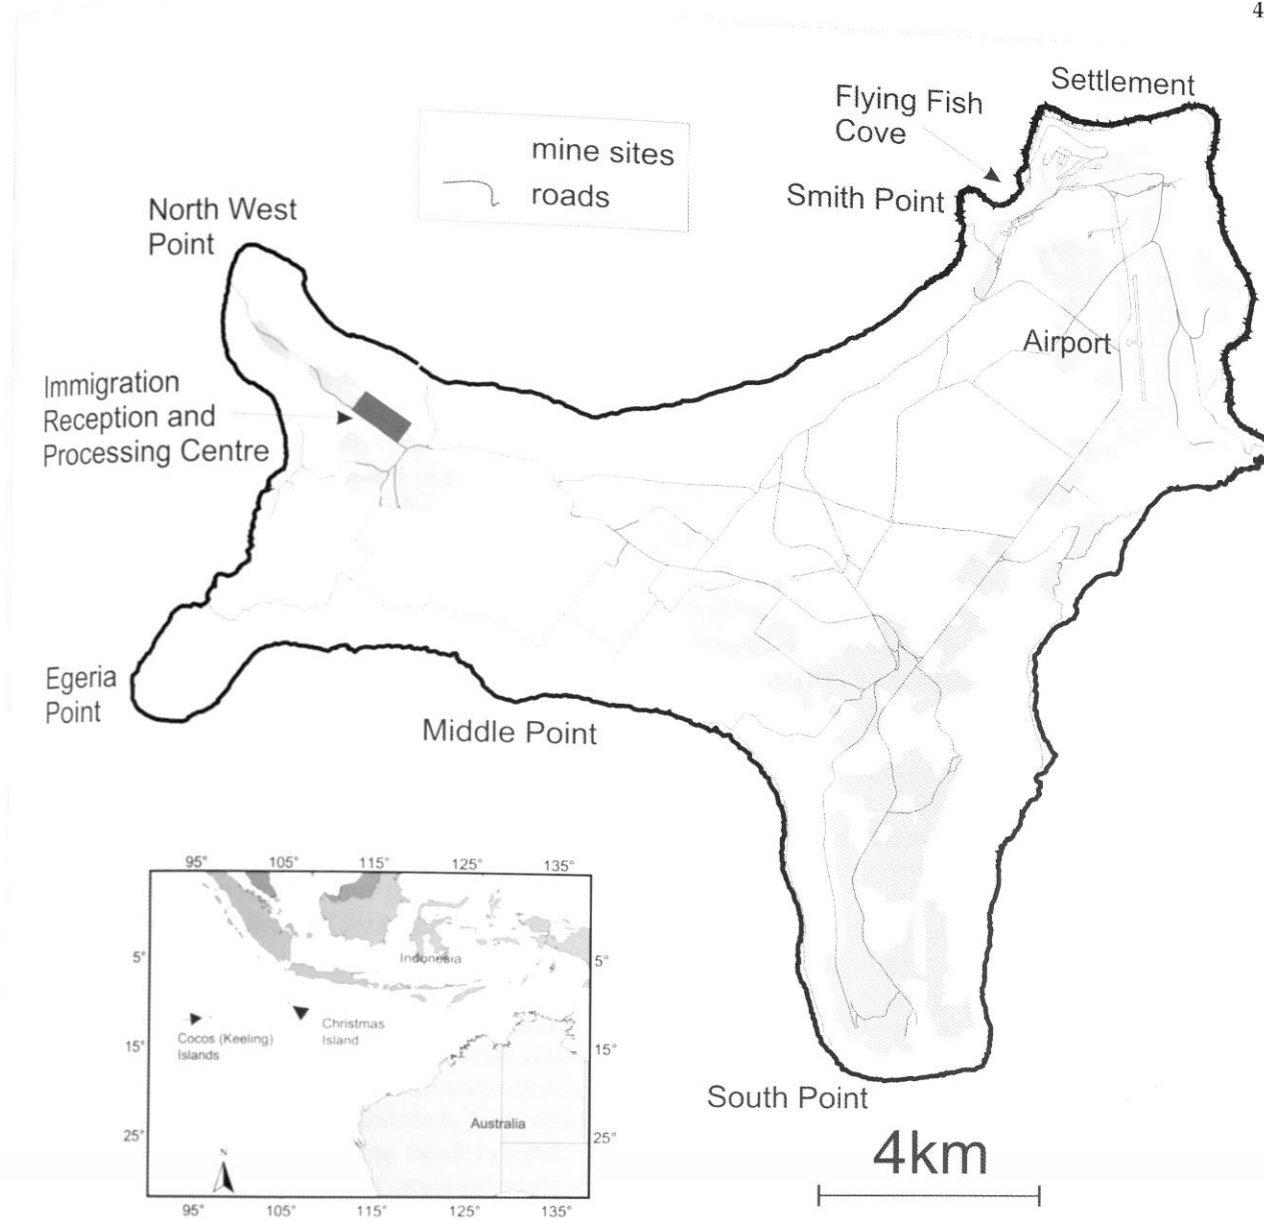 4
Settlement
Flying Fish
Cove
mine sites
roads
Smith Point
North West
Point
Airport
Immigration
Reception and
Processing Centre
Egeria
Point
Middle Point
95° 105° 115° 125° 135°
5° 5°
Indonesia
Cocos (Keeling)
Islands
Christmas
Island
15° 15°
Australia
25° 25°
N
95° 105° 115° 125° 135°
South Point
4km